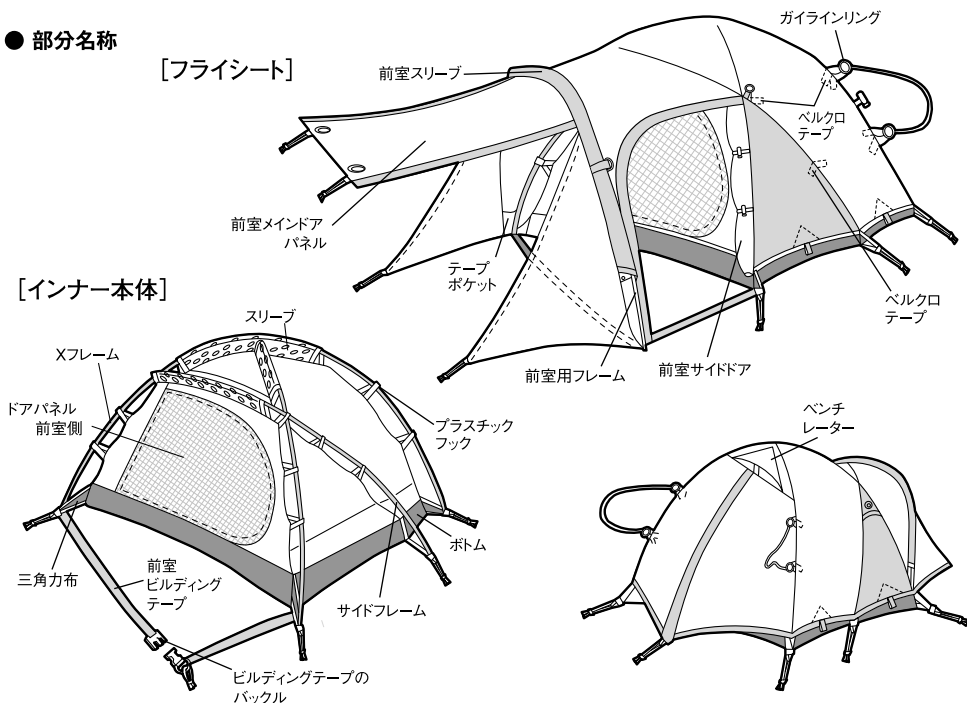 ● 部分名称
[フライシート]
ガイラインリング
前室スリーブ
ベルクロ
テープ
前室メインドア
パネル
テープ
ポケット
ベルクロ
テープ
前室用フレーム
前室サイドドア
[インナー本体]
スリーブ
Xフレーム
ドアパネル
前室側
プラスチック
フック
ボトム
三角力布
前室
ビルディング
テープ
サイドフレーム
ビルディングテープの
バックル
ベンチ
レーター